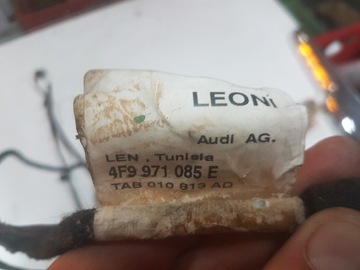 LEONi
Audi AG.
LEN , Tunisia
4F9 971 085 E
TAB 010 813 AD